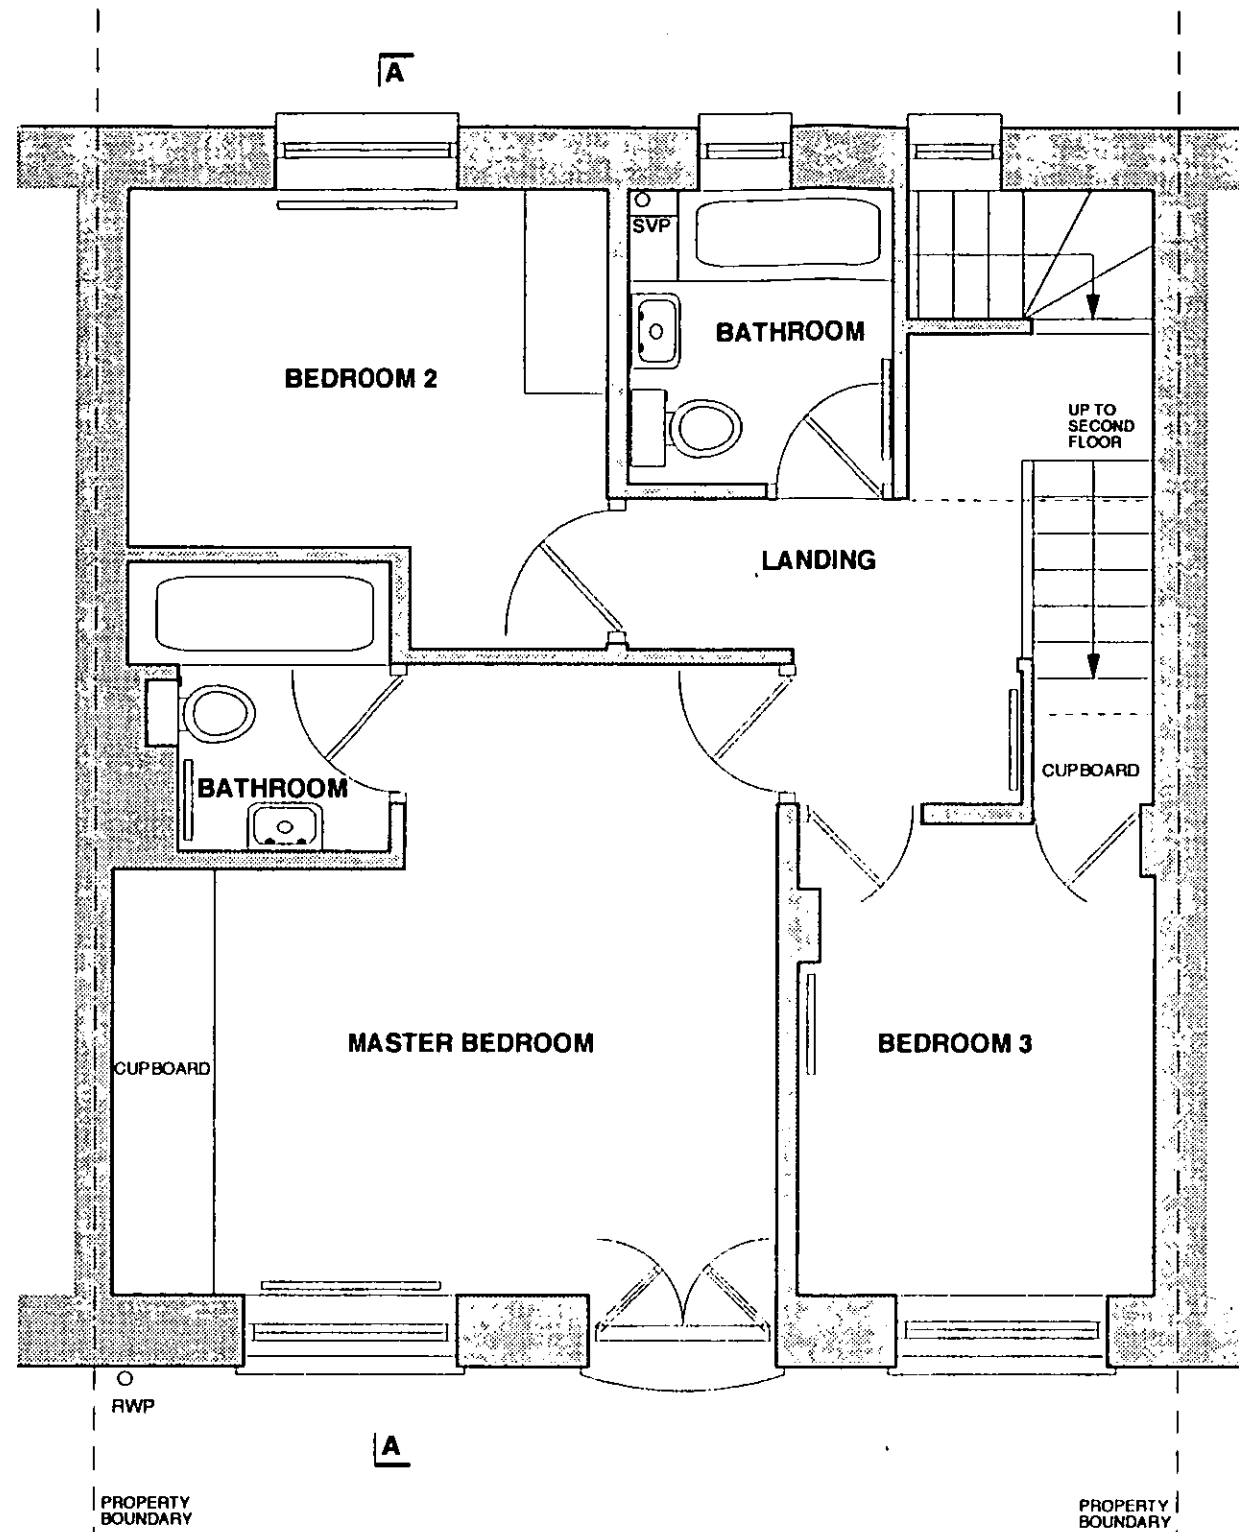 A
SVP
BATHROOM
BEDROOM 2
UP TO
SECOND
FLOOR
LANDING
CUPBOARD
BATHROOM
MASTER BEDROOM
BEDROOM 3
CUPBOARD
RWP
A
PROPERTY
BOUNDARY
PROPERTY
BOUNDARY